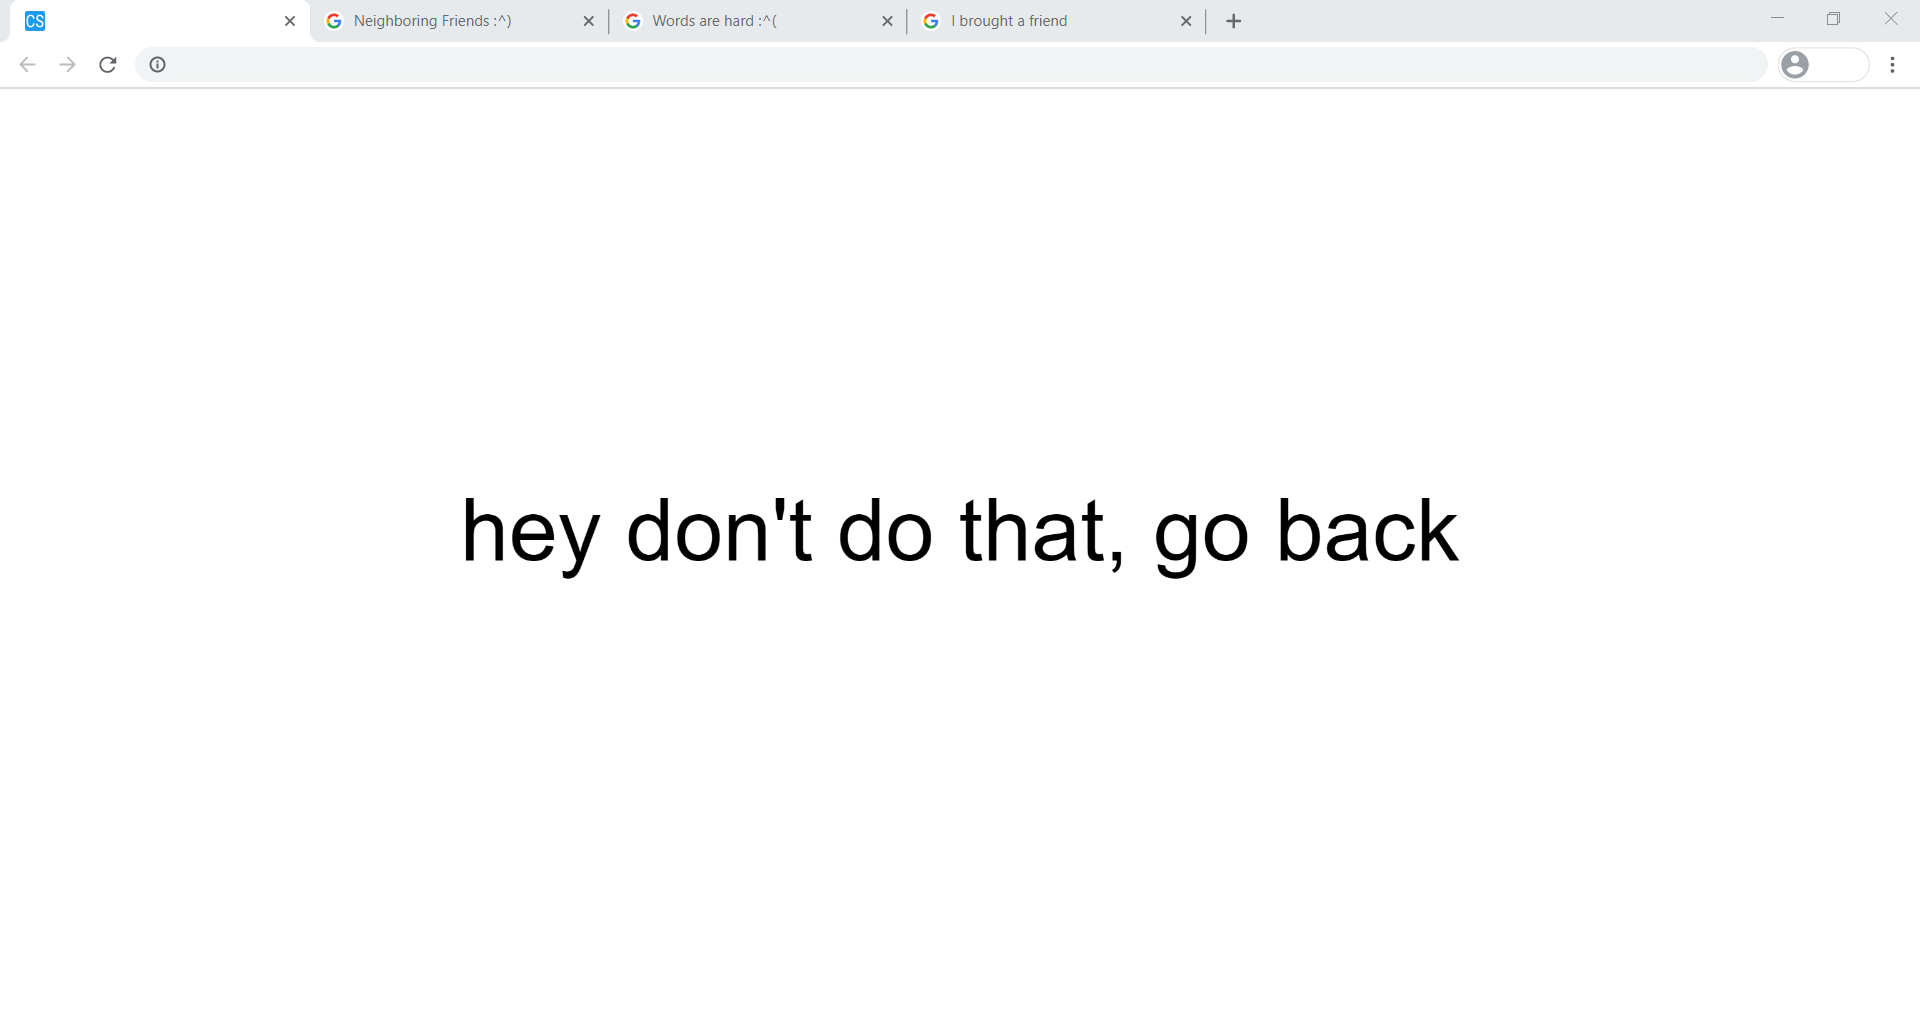 CS
Neighboring Friends :^)
Words are hard :^(
I brought a friend
hey don't do that, go back